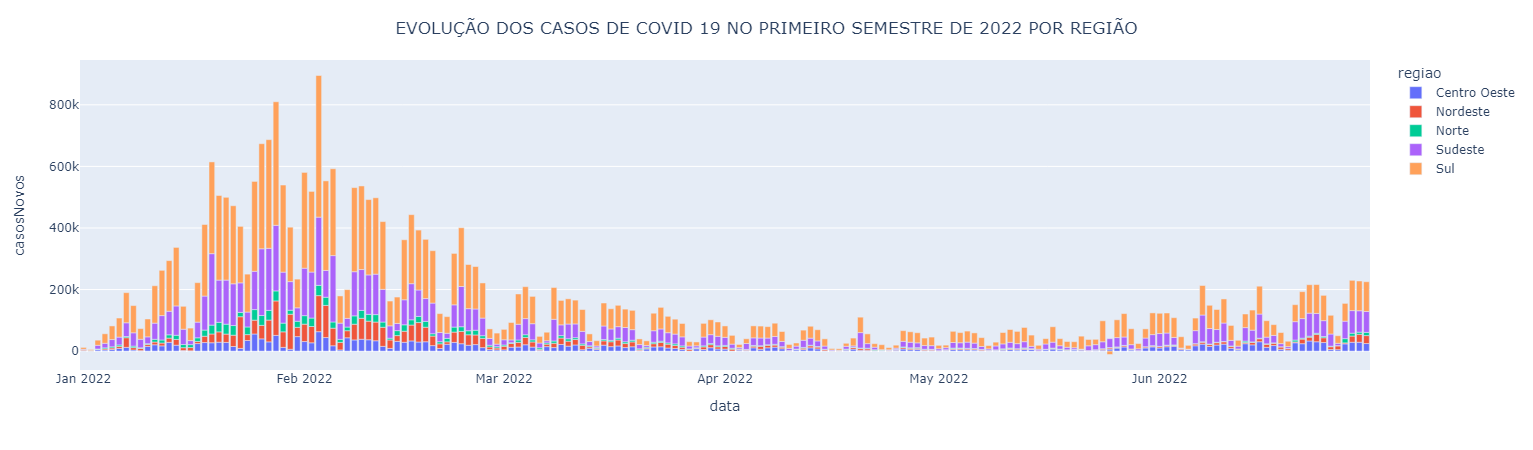 EVOLUÇÃO DOS CASOS DE COVID 19 NO PRIMEIRO SEMESTRE DE 2022 POR REGIÃO
regiao
Centro Oeste
Nordeste
Norte
Sudeste
Sul
casosNovos
800k
600k
400k
200k
0
Jan 2022 Feb 2022 Mar 2022 Apr 2022 May 2022 Jun 2022
data